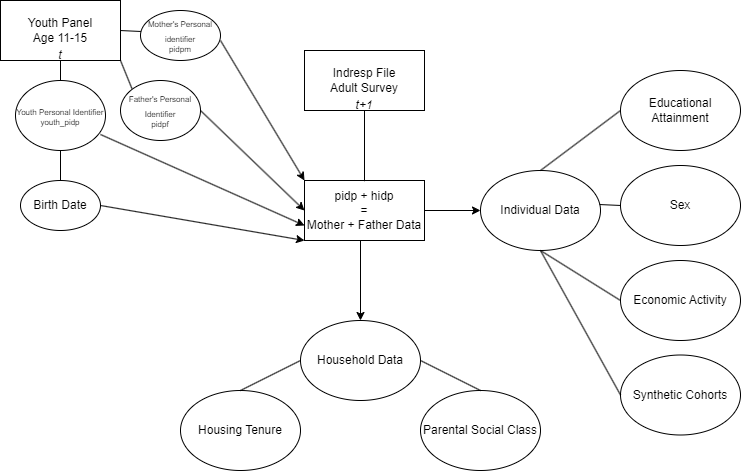 Youth Panel
Age 11-15
t
Mother's Personal
identifier
pidpm
Father's Personal
Identifier
pidpf
Youth Personal Identifier
youth_pidp
Birth Date
Indresp File
Adult Survey
t+1
pidp + hidp
=
Mother + Father Data
Individual Data
Educational
Attainment
Sex
Economic Activity
Synthetic Cohorts
Household Data
Housing Tenure
Parental Social Class